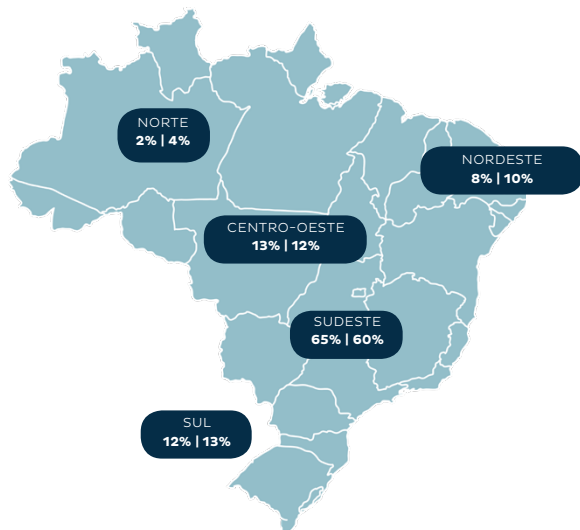 NORTE
2% | 4%
NORDESTE
8% | 10%
CENTRO-OESTE
13% | 12%
SUDESTE
65% | 60%
SUL
12% | 13%